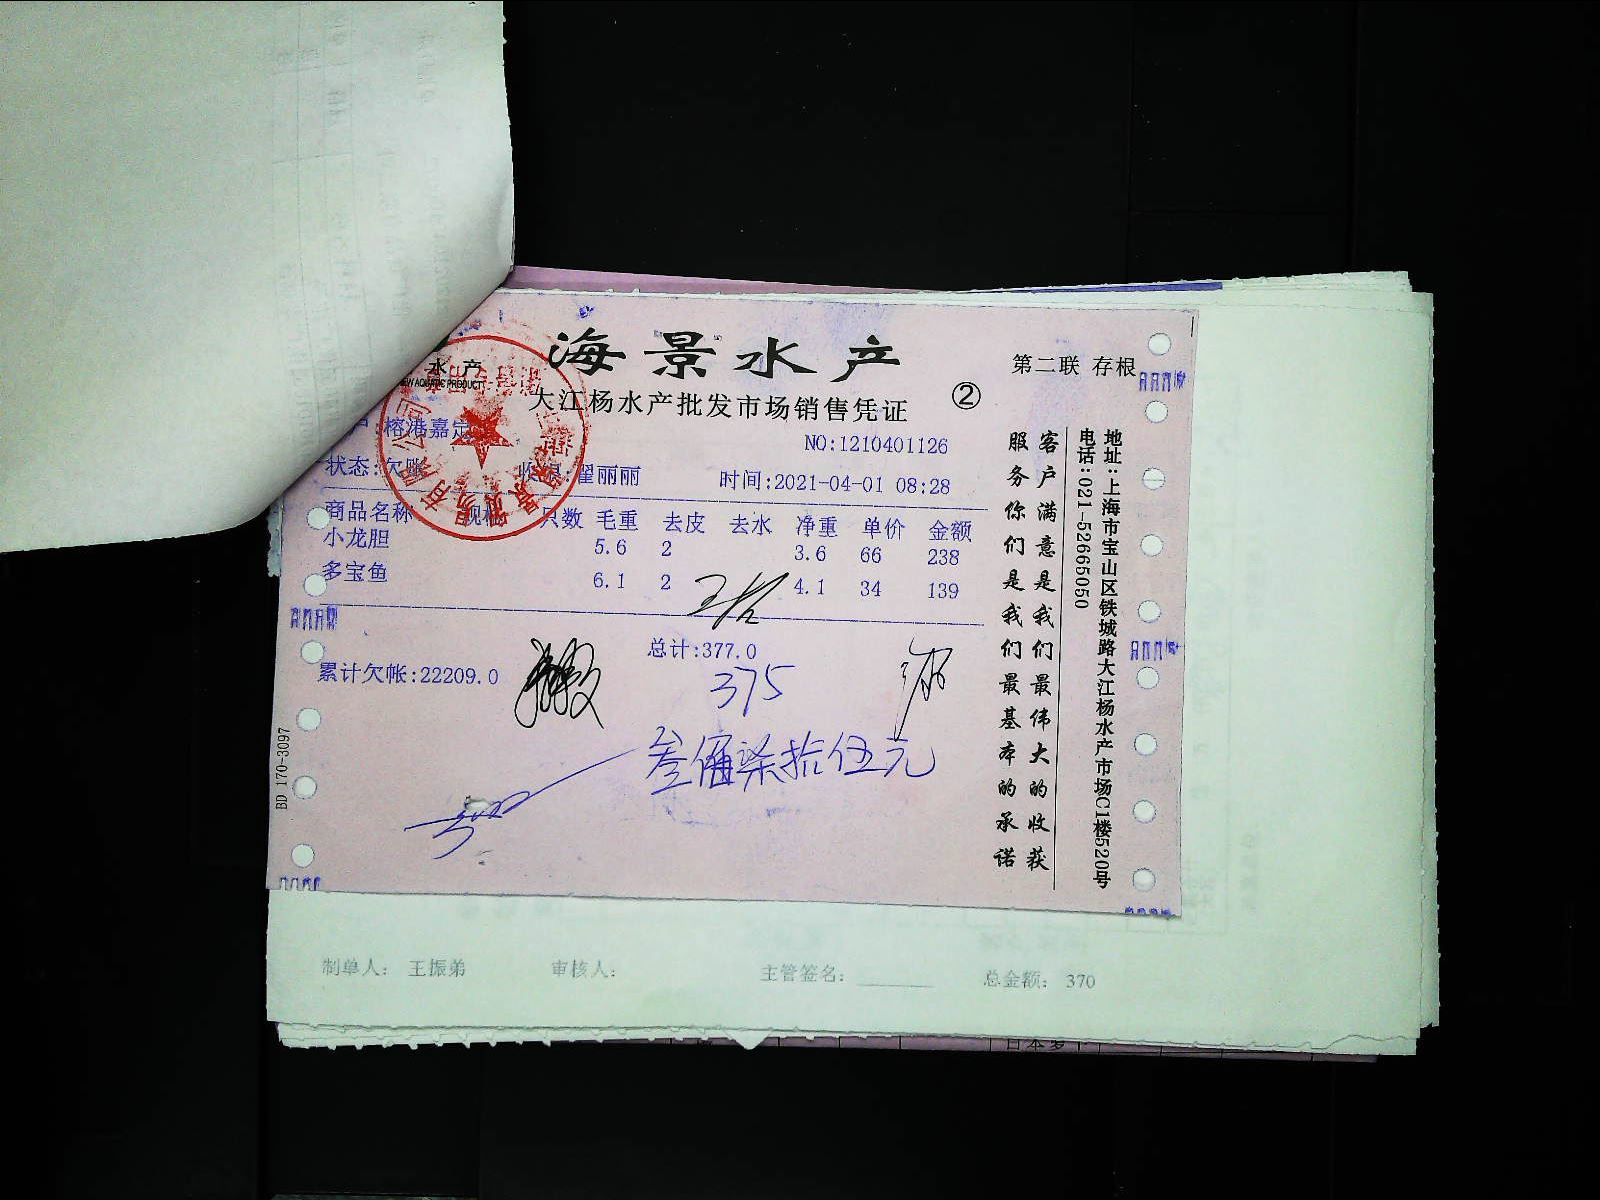 海景水产
水产
AQUATIC PRODUCT
大江杨水产批发市场销售凭证
②
第二联 存根
榕港嘉定
NO:1210401126
状态:欠账
翟丽丽
时间:2021-04-01 08:28
商品名称 规格 只数 毛重 去皮 去水 净重 单价 金额
小龙胆 5.6 2 3.6 66 238
多宝鱼 6.1 2 4.1 34 139
总计:377.0
累计欠帐:22209.0
375
叁佰柒拾伍元
客户满意是我们最伟大的收获
服务你们是我们最基本的承诺
地址:上海市宝山区铁城路大江杨水产市场C1楼520号
电话:021-52665050
BD 170-3097
制单人: 王振弟 审核人: 主管签名: 总金额: 370